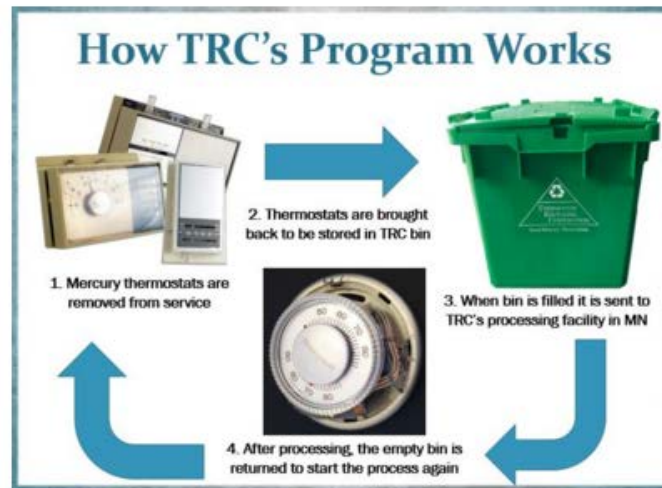 How TRC's Program Works
1. Mercury thermostats are
removed from service
2. Thermostats are brought
back to be stored in TRC bin
3. When bin is filled it is sent to
TRC's processing facility in MN
4. After processing, the empty bin is
returned to start the process again